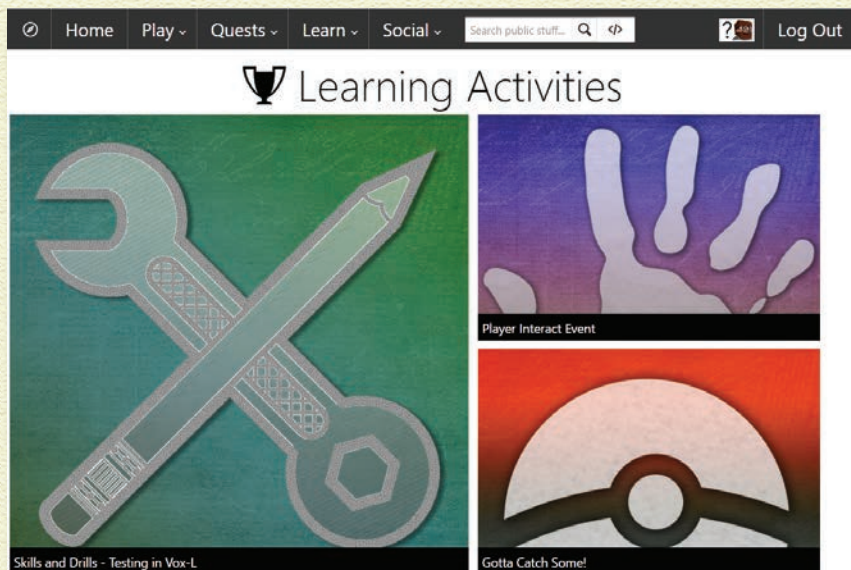 Home Play Quests Learn Social Search public stuff... </> ? Log Out
Learning Activities
Player Interact Event
Skills and Drills - Testing in Vox-L
Gotta Catch Some!